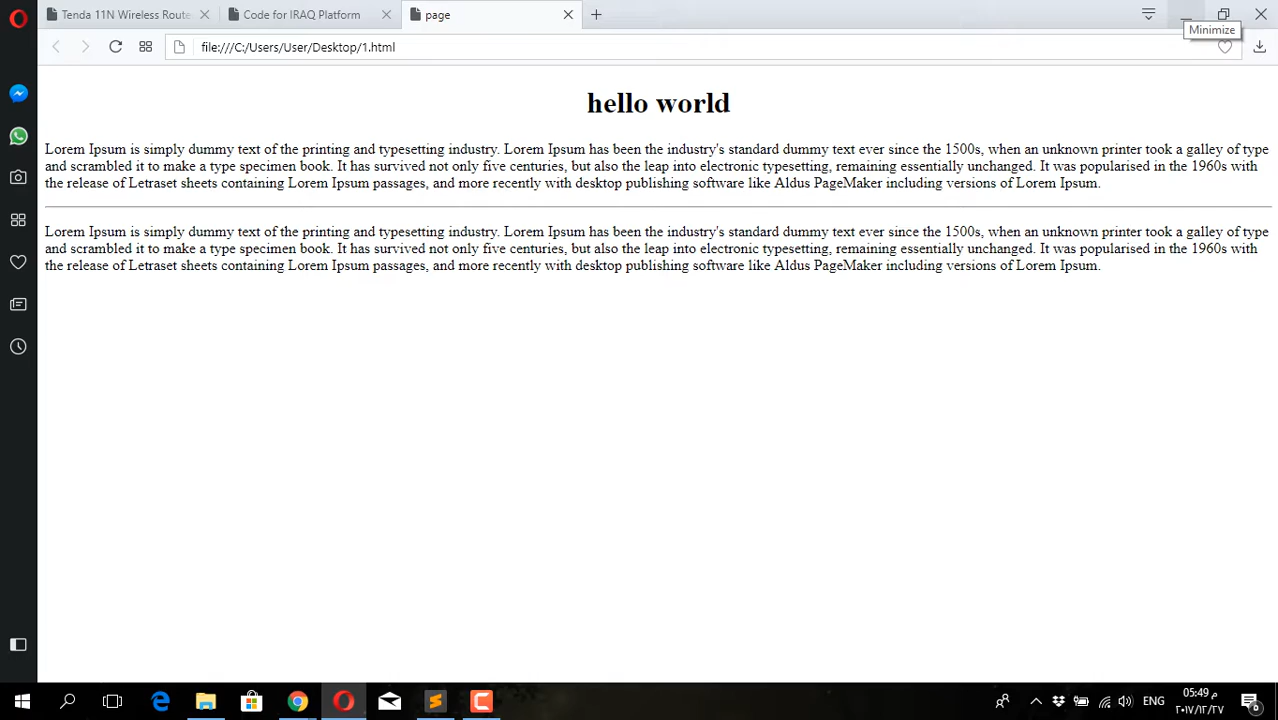 Tenda 11N Wireless Route
Code for IRAQ Platform
page
Minimize
file:///C:/Users/User/Desktop/1.html
hello world
Lorem Ipsum is simply dummy text of the printing and typesetting industry. Lorem Ipsum has been the industry's standard dummy text ever since the 1500s, when an unknown printer took a galley of type
and scrambled it to make a type specimen book. It has survived not only five centuries, but also the leap into electronic typesetting, remaining essentially unchanged. It was popularised in the 1960s with
the release of Letraset sheets containing Lorem Ipsum passages, and more recently with desktop publishing software like Aldus PageMaker including versions of Lorem Ipsum.
Lorem Ipsum is simply dummy text of the printing and typesetting industry. Lorem Ipsum has been the industry's standard dummy text ever since the 1500s, when an unknown printer took a galley of type
and scrambled it to make a type specimen book. It has survived not only five centuries, but also the leap into electronic typesetting, remaining essentially unchanged. It was popularised in the 1960s with
the release of Letraset sheets containing Lorem Ipsum passages, and more recently with desktop publishing software like Aldus PageMaker including versions of Lorem Ipsum.
ENG
05:49 م
٢٠١٧/١٢/٢٧